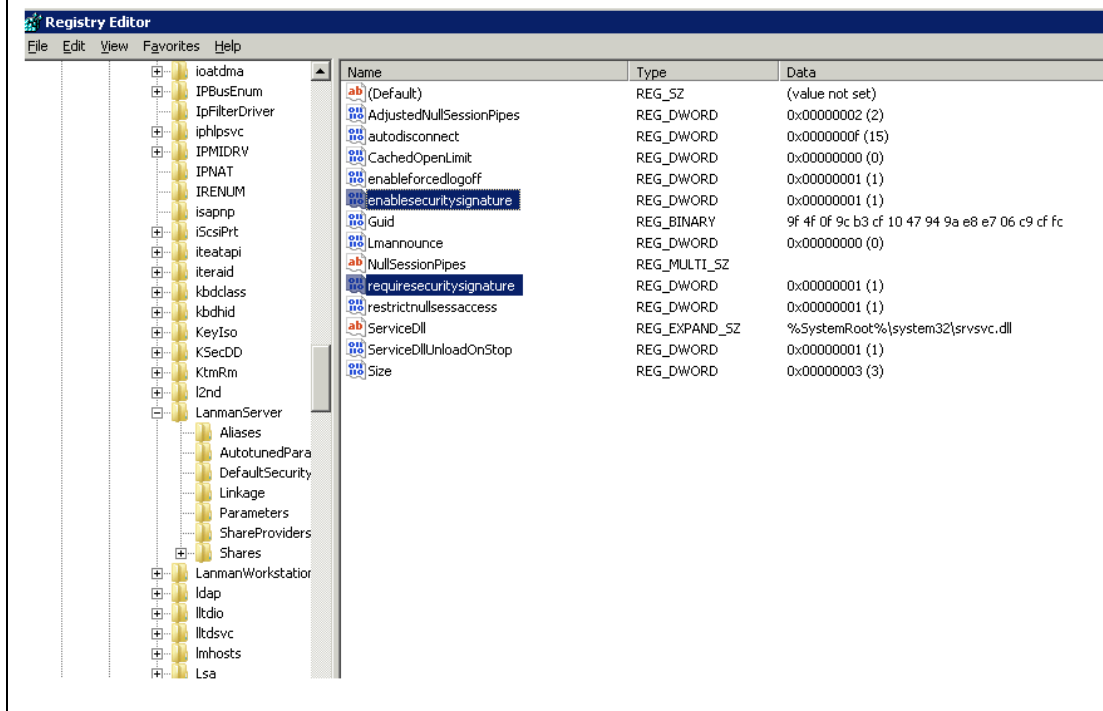 Registry Editor
File Edit View Favorites Help
ioatdma
IPBusEnum
IpFilterDriver
iphlpsvc
IPMIDRV
IPNAT
IRENUM
isapnp
iScsiPrt
iteatapi
iteraid
kbdclass
kbdhid
KeyIso
KSecDD
KtmRm
l2nd
LanmanServer
Aliases
AutotunedPara
DefaultSecurity
Linkage
Parameters
ShareProviders
Shares
LanmanWorkstation
ldap
lltdio
lltdsvc
lmhosts
Lsa
Name Type Data
(Default) REG_SZ (value not set)
AdjustedNullSessionPipes REG_DWORD 0x00000002 (2)
autodisconnect REG_DWORD 0x0000000f (15)
CachedOpenLimit REG_DWORD 0x00000000 (0)
enableforcedlogoff REG_DWORD 0x00000001 (1)
enablesecuritysignature REG_DWORD 0x00000001 (1)
Guid REG_BINARY 9f 4f 0f 9c b3 cf 10 47 94 9a e8 e7 06 c9 cf fc
Lmannounce REG_DWORD 0x00000000 (0)
NullSessionPipes REG_MULTI_SZ
requiresecuritysignature REG_DWORD 0x00000001 (1)
restrictnullsessaccess REG_DWORD 0x00000001 (1)
ServiceDll REG_EXPAND_SZ %SystemRoot%\system32\srvsvc.dll
ServiceDllUnloadOnStop REG_DWORD 0x00000001 (1)
Size REG_DWORD 0x00000003 (3)